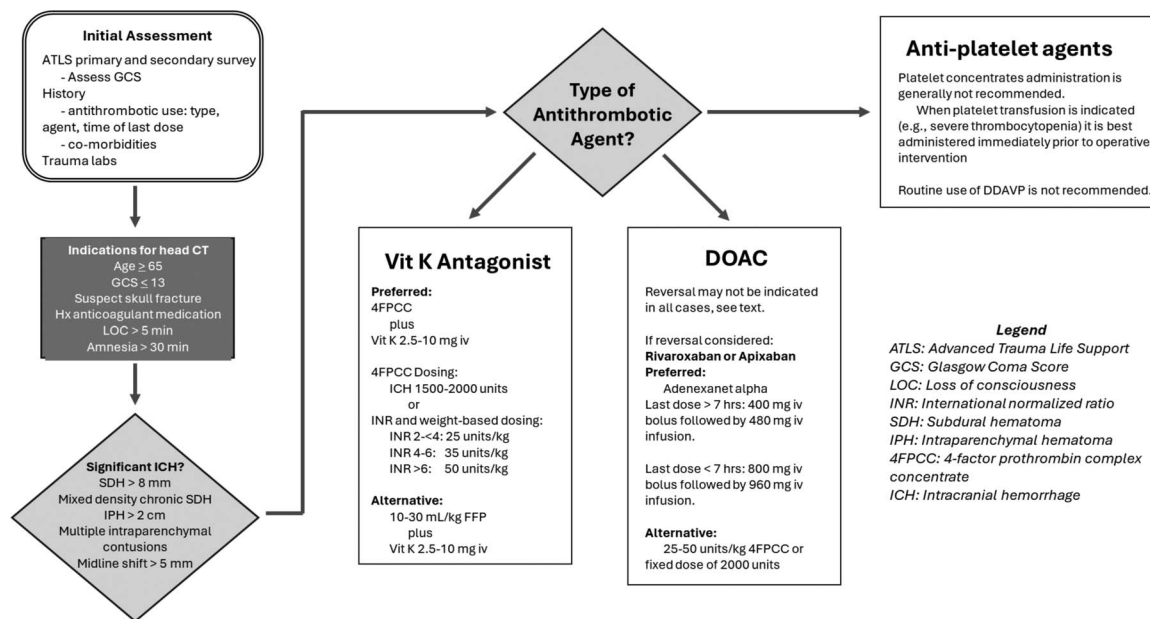 Initial Assessment
ATLS primary and secondary survey
- Assess GCS
History
- antithrombotic use: type,
agent, time of last dose
- co-morbidities
Trauma labs
Indications for head CT
Age ≥ 65
GCS ≤ 13
Suspect skull fracture
Hx anticoagulant medication
LOC > 5 min
Amnesia > 30 min
Significant ICH?
SDH > 8 mm
Mixed density chronic SDH
IPH > 2 cm
Multiple intraparenchymal
contusions
Midline shift > 5 mm
Type of
Antithrombotic
Agent?
Vit K Antagonist
Preferred:
4FPCC
plus
Vit K 2.5-10 mg iv
4FPCC Dosing:
ICH 1500-2000 units
or
INR and weight-based dosing:
INR 2-<4: 25 units/kg
INR 4-6: 35 units/kg
INR >6: 50 units/kg
Alternative:
10-30 mL/kg FFP
plus
Vit K 2.5-10 mg iv
DOAC
Reversal may not be indicated
in all cases, see text.
If reversal considered:
Rivaroxaban or Apixaban
Preferred:
Adenexanet alpha
Last dose > 7 hrs: 400 mg iv
bolus followed by 480 mg iv
infusion.
Last dose < 7 hrs: 800 mg iv
bolus followed by 960 mg iv
infusion.
Alternative:
25-50 units/kg 4FPCC or
fixed dose of 2000 units
Anti-platelet agents
Platelet concentrates administration is
generally not recommended.
When platelet transfusion is indicated
(e.g., severe thrombocytopenia) it is best
administered immediately prior to operative
intervention
Routine use of DDAVP is not recommended.
Legend
ATLS: Advanced Trauma Life Support
GCS: Glasgow Coma Score
LOC: Loss of consciousness
INR: International normalized ratio
SDH: Subdural hematoma
IPH: Intraparenchymal hematoma
4FPCC: 4-factor prothrombin complex
concentrate
ICH: Intracranial hemorrhage